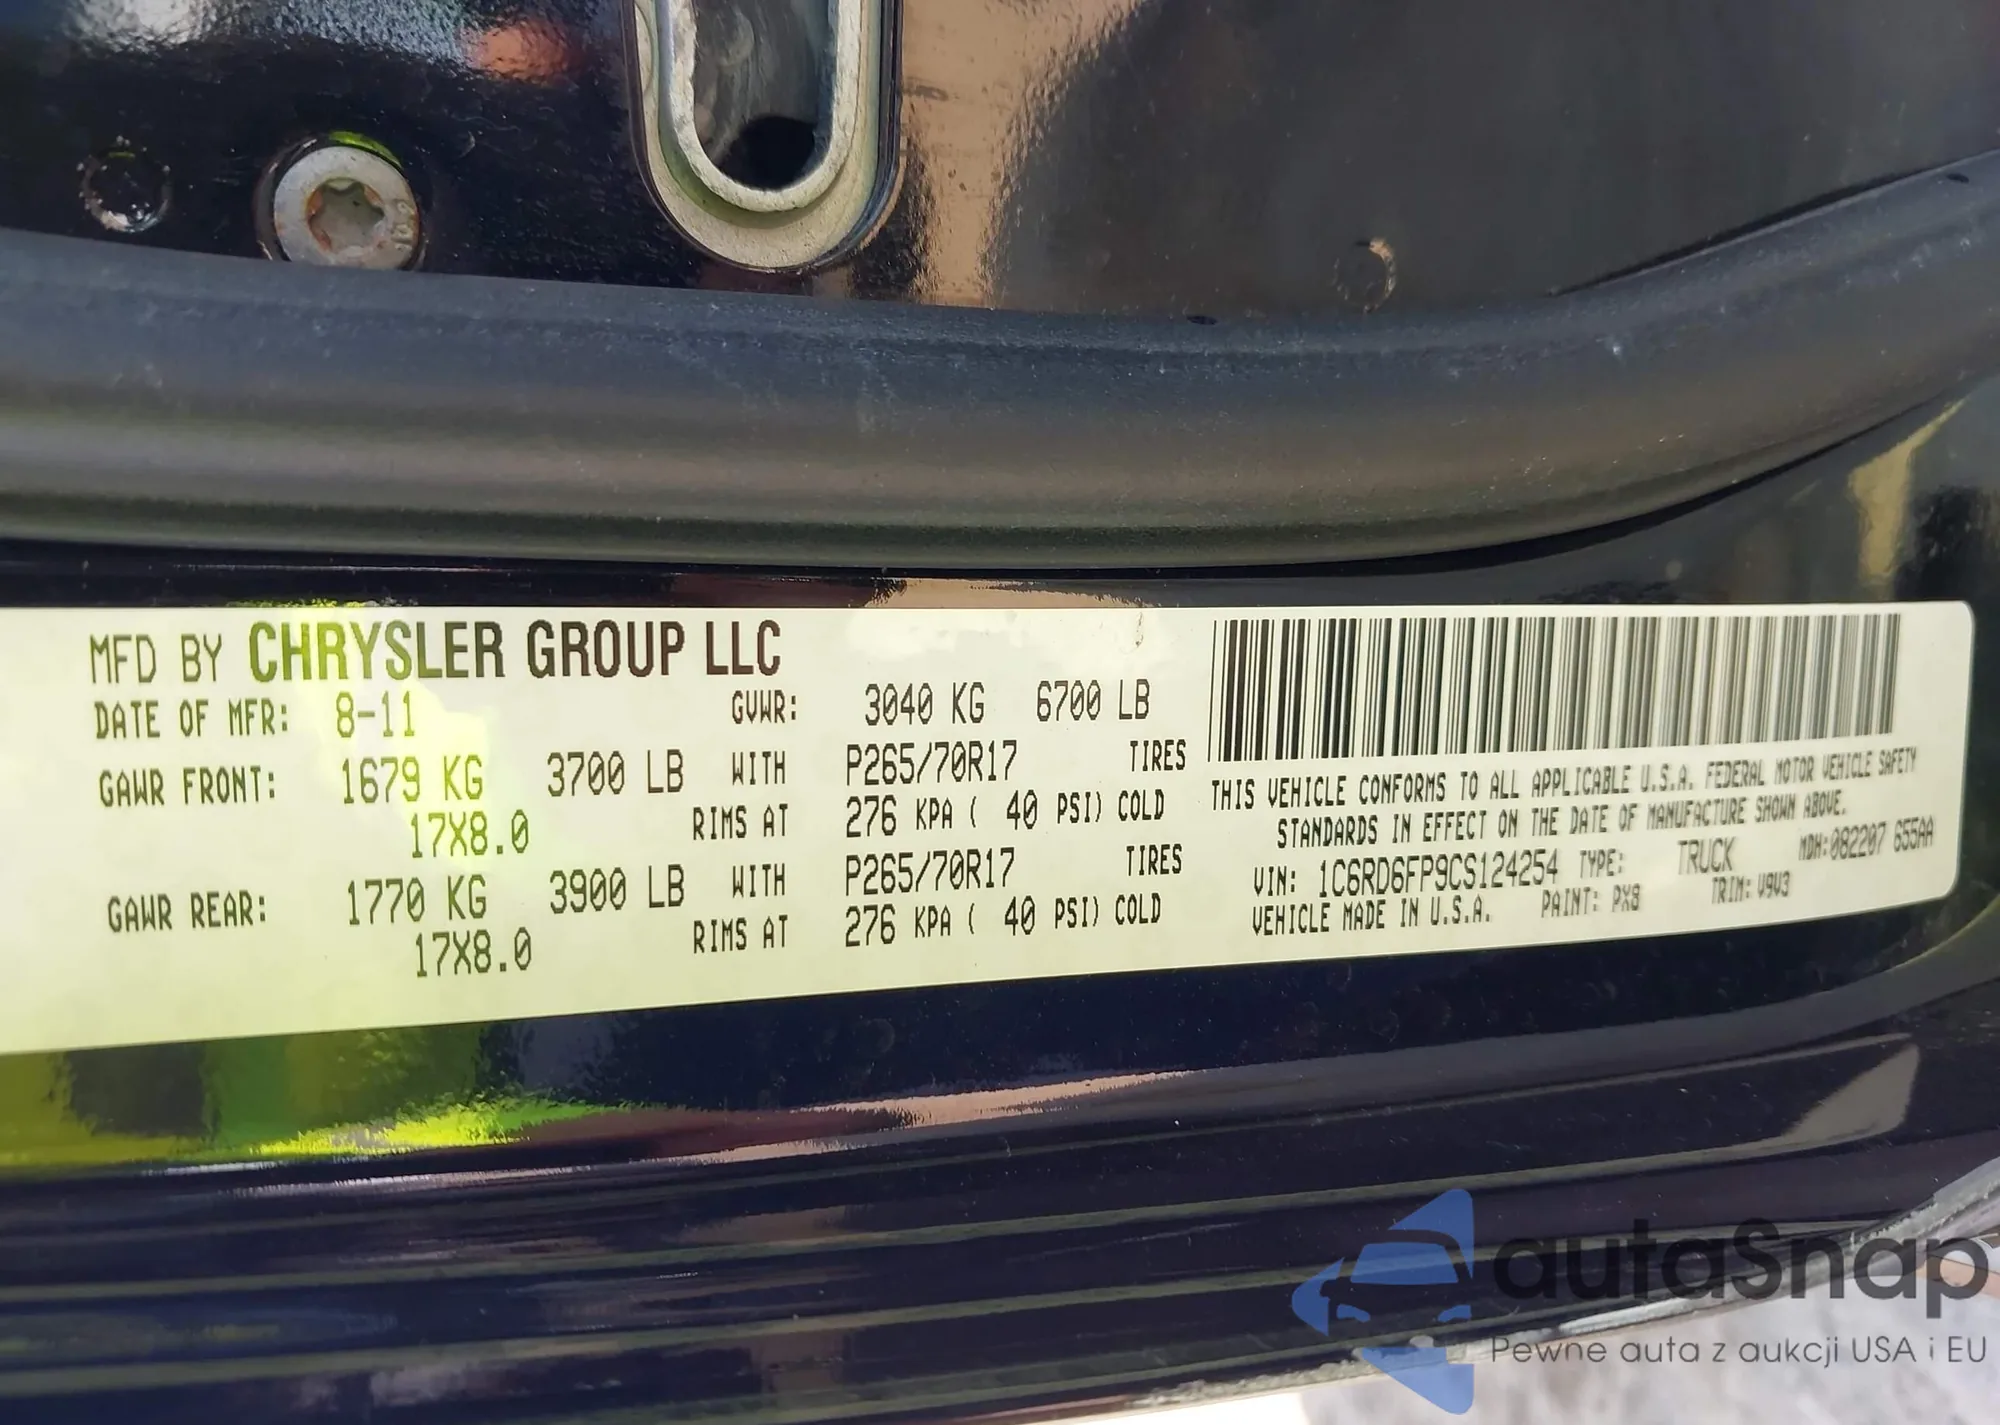 MFD BY CHRYSLER GROUP LLC
DATE OF MFR: 8-11 GVWR: 3040 KG 6700 LB
GAWR FRONT: 1679 KG 3700 LB WITH P265/70R17 TIRES
17X8.0 RIMS AT 276 KPA ( 40 PSI) COLD
GAWR REAR: 1770 KG 3900 LB WITH P265/70R17 TIRES
17X8.0 RIMS AT 276 KPA ( 40 PSI) COLD
THIS VEHICLE CONFORMS TO ALL APPLICABLE U.S.A. FEDERAL MOTOR VEHICLE SAFETY
STANDARDS IN EFFECT ON THE DATE OF MANUFACTURE SHOWN ABOVE.
VIN: 1C6RD6FP9CS124254 TYPE: TRUCK MDH:082207 655AA
VEHICLE MADE IN U.S.A. PAINT: PX8 TRIM: V9V3
autaSnap
Pewne auta z aukcji USA i EU